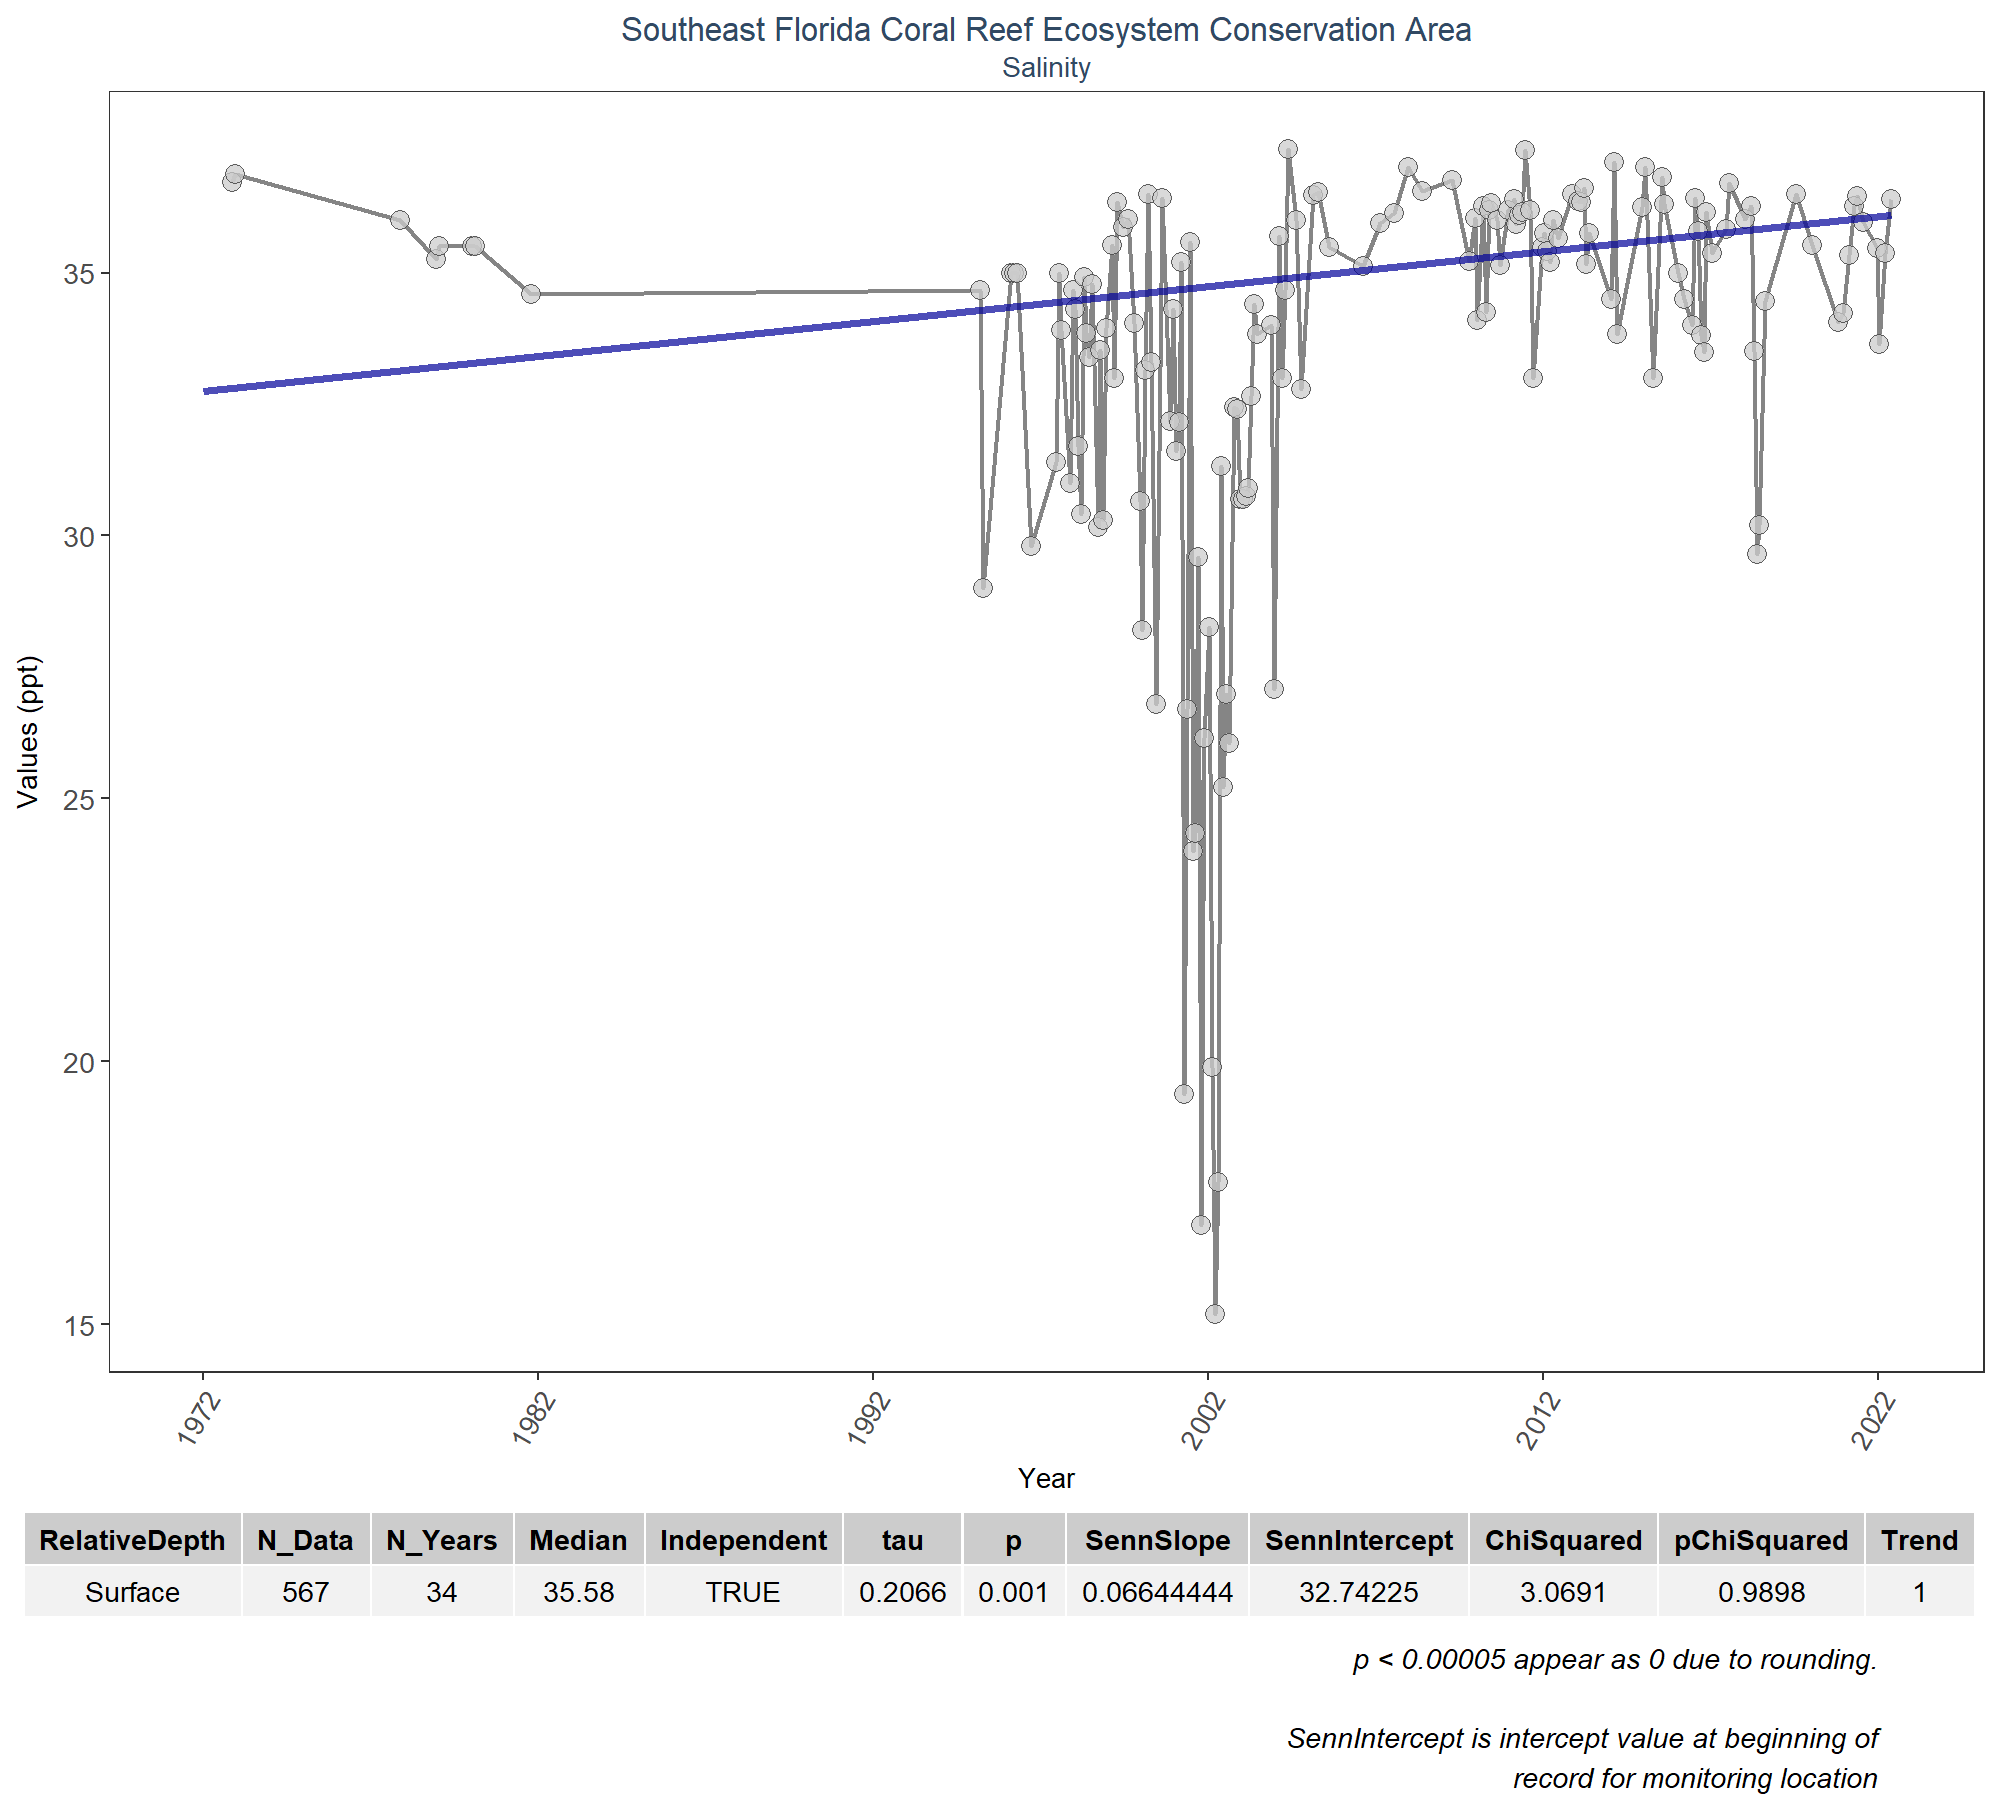 Southeast Florida Coral Reef Ecosystem Conservation Area
Salinity
Values (ppt)
35
30
25
20
15
1972 1982 1992 2002 2012 2022
Year
RelativeDepth N_Data N_Years Median Independent tau p SennSlope SennIntercept ChiSquared pChiSquared Trend
Surface 567 34 35.58 TRUE 0.2066 0.001 0.06644444 32.74225 3.0691 0.9898 1
p < 0.00005 appear as 0 due to rounding.
SennIntercept is intercept value at beginning of
record for monitoring location